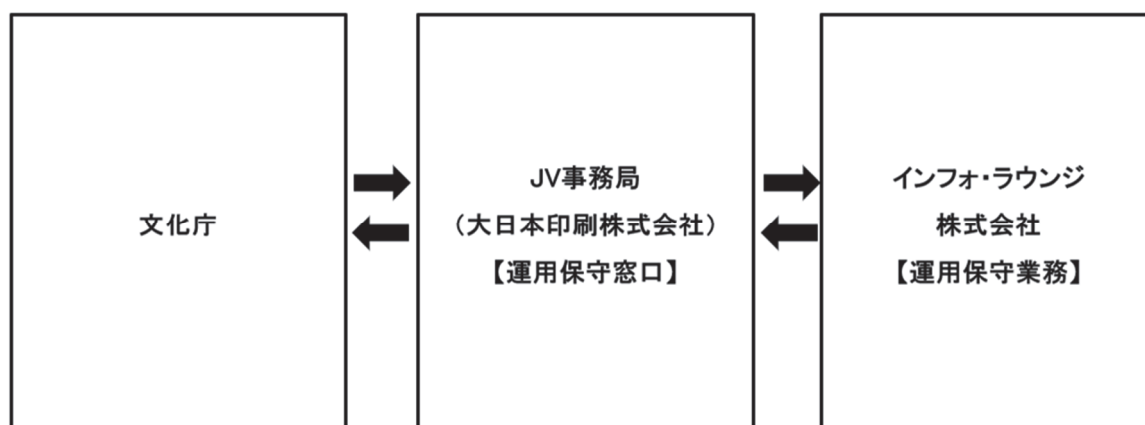 文化庁
JV事務局
（大日本印刷株式会社）
【運用保守窓口】
インフォ・ラウンジ
株式会社
【運用保守業務】